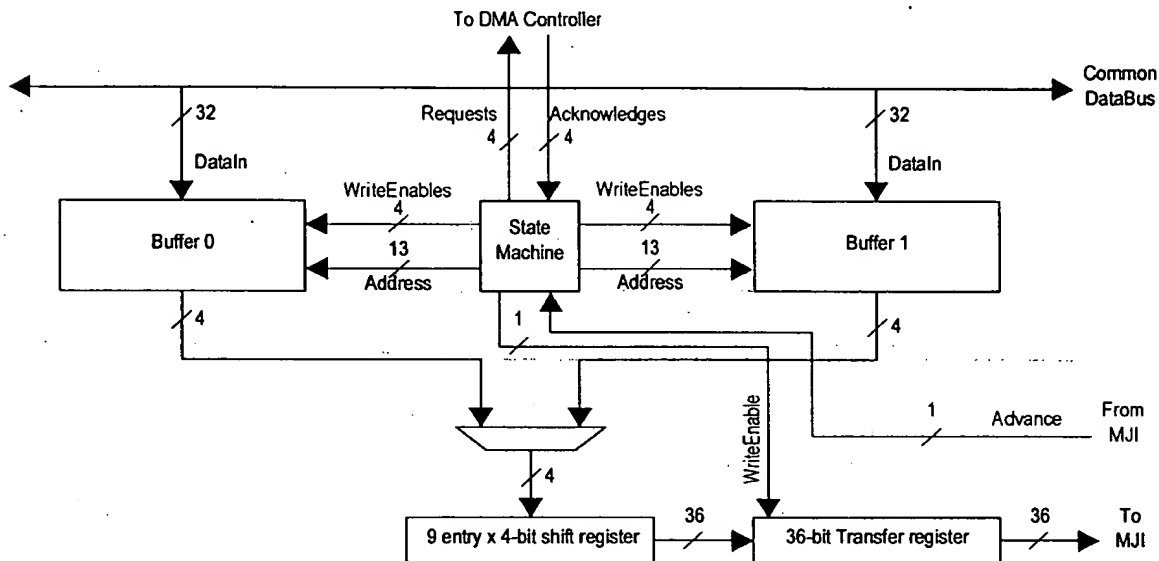 To DMA Controller
Common
DataBus
32
Requests
4
Acknowledges
4
32
DataIn
DataIn
WriteEnables
4
WriteEnables
4
Buffer 0
State
Machine
Buffer 1
13
Address
13
Address
4
1
4
WriteEnable
1
Advance
From
MJI
4
9 entry x 4-bit shift register
36
36-bit Transfer register
36
To
MJI